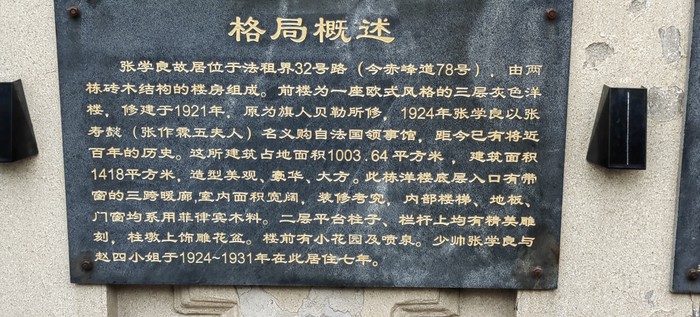 格局概述
张学良故居位于法租界32号路（今赤峰道78号），由两
栋砖木结构的楼房组成。前楼为一座欧式风格的三层灰色洋
楼，修建于1921年，原为旗人贝勒所修，1924年张学良以张
寿懿（张作霖五夫人）名义购自法国领事馆，距今已有将近
百年的历史。这所建筑占地面积1003.64平方米，建筑面积
1418平方米，造型美观、豪华、大方。此栋洋楼底层入口有带
窗的三跨暖廊,室内面积宽阔，装修考究，内部楼梯、地板、
门窗均系用菲律宾木料。二层平台柱子、栏杆上均有精美雕
刻，柱墩上饰雕花盆。楼前有小花园及喷泉。少帅张学良与
赵四小姐于1924~1931年在此居住七年。